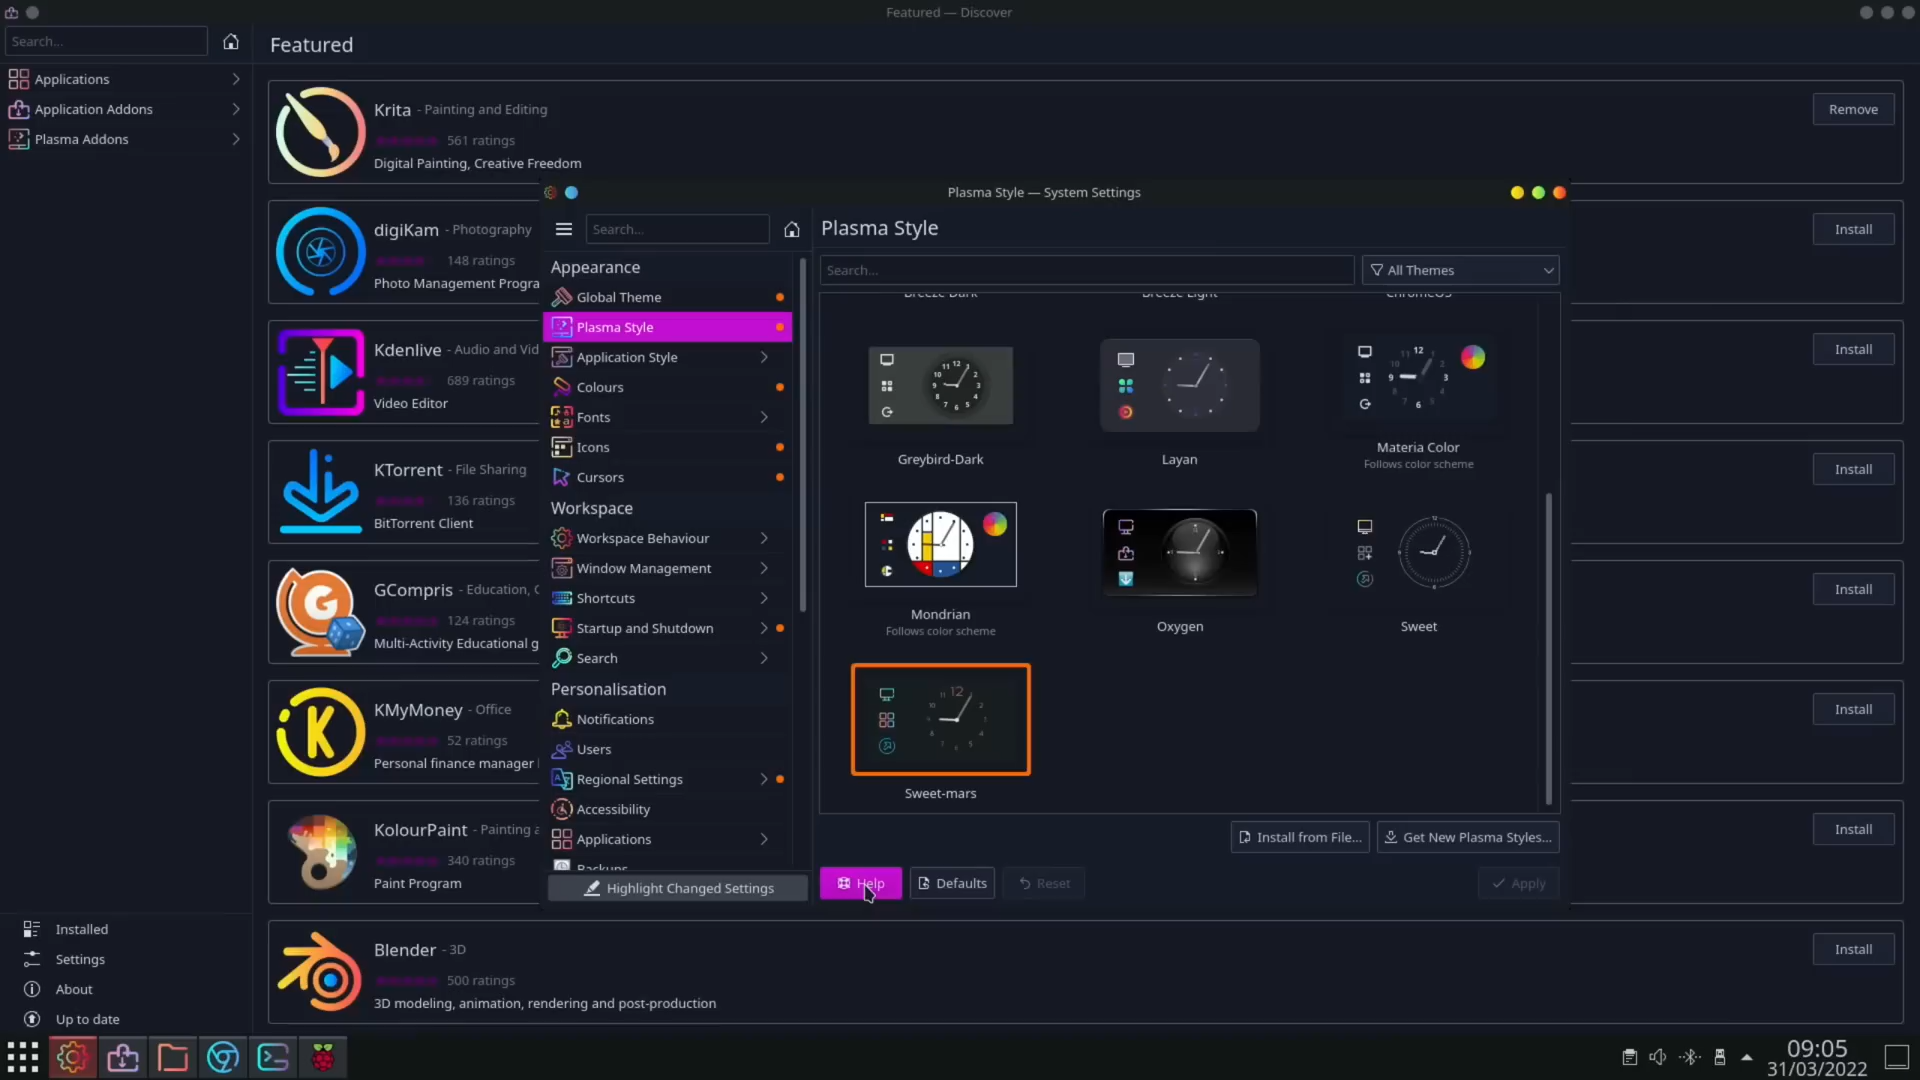 Featured — Discover
Search...
Featured
Applications
Application Addons
Plasma Addons
Krita - Painting and Editing
561 ratings
Digital Painting, Creative Freedom
Remove
digiKam - Photography
148 ratings
Photo Management Progra
Install
Kdenlive - Audio and Vid
689 ratings
Video Editor
Install
KTorrent - File Sharing
136 ratings
BitTorrent Client
Install
GCompris - Education, C
124 ratings
Multi-Activity Educational g
Install
KMyMoney - Office
52 ratings
Personal finance manager
Install
KolourPaint - Painting a
340 ratings
Paint Program
Install
Blender - 3D
500 ratings
3D modeling, animation, rendering and post-production
Install
Installed
Settings
About
Up to date
Plasma Style — System Settings
Search...
Appearance
Global Theme
Plasma Style
Application Style
Colours
Fonts
Icons
Cursors
Workspace
Workspace Behaviour
Window Management
Shortcuts
Startup and Shutdown
Search
Personalisation
Notifications
Users
Regional Settings
Accessibility
Applications
Backups
Highlight Changed Settings
Plasma Style
Search...
All Themes
Breeze Dark
Breeze Light
ChromeOS
Greybird-Dark
Layan
Materia Color
Follows color scheme
Mondrian
Follows color scheme
Oxygen
Sweet
Sweet-mars
Install from File...
Get New Plasma Styles...
Help
Defaults
Reset
Apply
09:05
31/03/2022